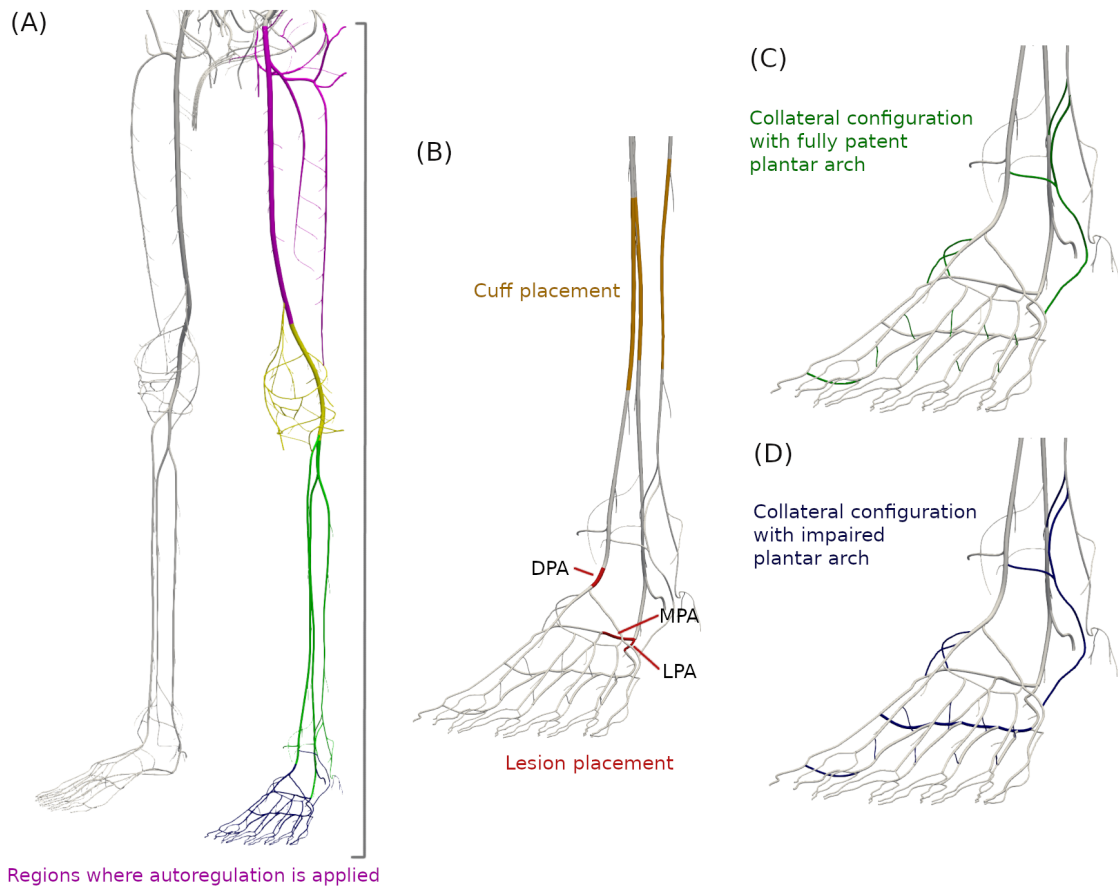 (A)
Regions where autoregulation is applied
(B)
Cuff placement
DPA
MPA
LPA
Lesion placement
(C)
Collateral configuration
with fully patent
plantar arch
(D)
Collateral configuration
with impaired
plantar arch